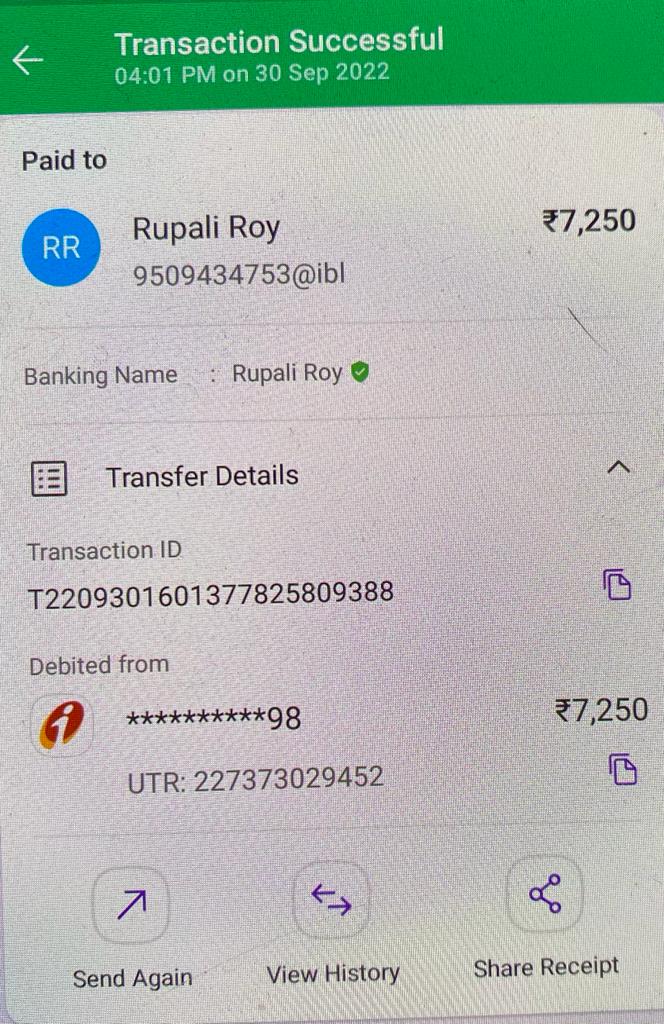 Transaction Successful
04:01 PM on 30 Sep 2022
Paid to
RR
Rupali Roy
₹7,250
9509434753@ibl
Banking Name : Rupali Roy
Transfer Details
Transaction ID
T2209301601377825809388
Debited from
**********98
₹7,250
UTR: 227373029452
Send Again
View History
Share Receipt